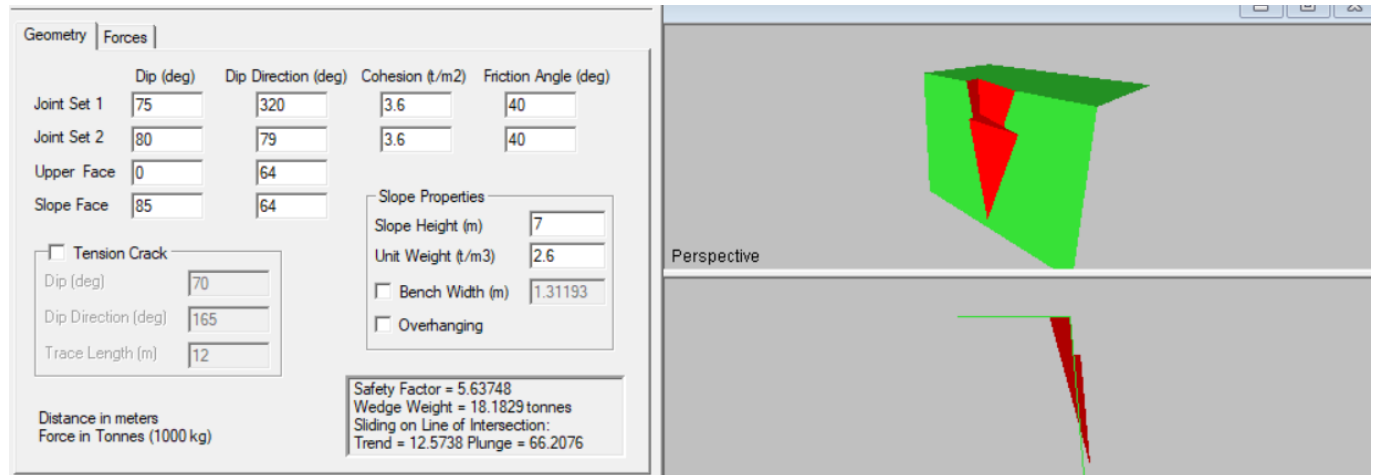 Geometry Forces
Dip (deg) Dip Direction (deg) Cohesion (t/m2) Friction Angle (deg)
Joint Set 1 75 320 3.6 40
Joint Set 2 80 79 3.6 40
Upper Face 0 64
Slope Face 85 64
Slope Properties
Slope Height (m) 7
Unit Weight (t/m3) 2.6
Bench Width (m) 1.31193
Overhanging
Tension Crack
Dip (deg) 70
Dip Direction (deg) 165
Trace Length (m) 12
Distance in meters
Force in Tonnes (1000 kg)
Safety Factor = 5.63748
Wedge Weight = 18.1829 tonnes
Sliding on Line of Intersection:
Trend = 12.5738 Plunge = 66.2076
Perspective